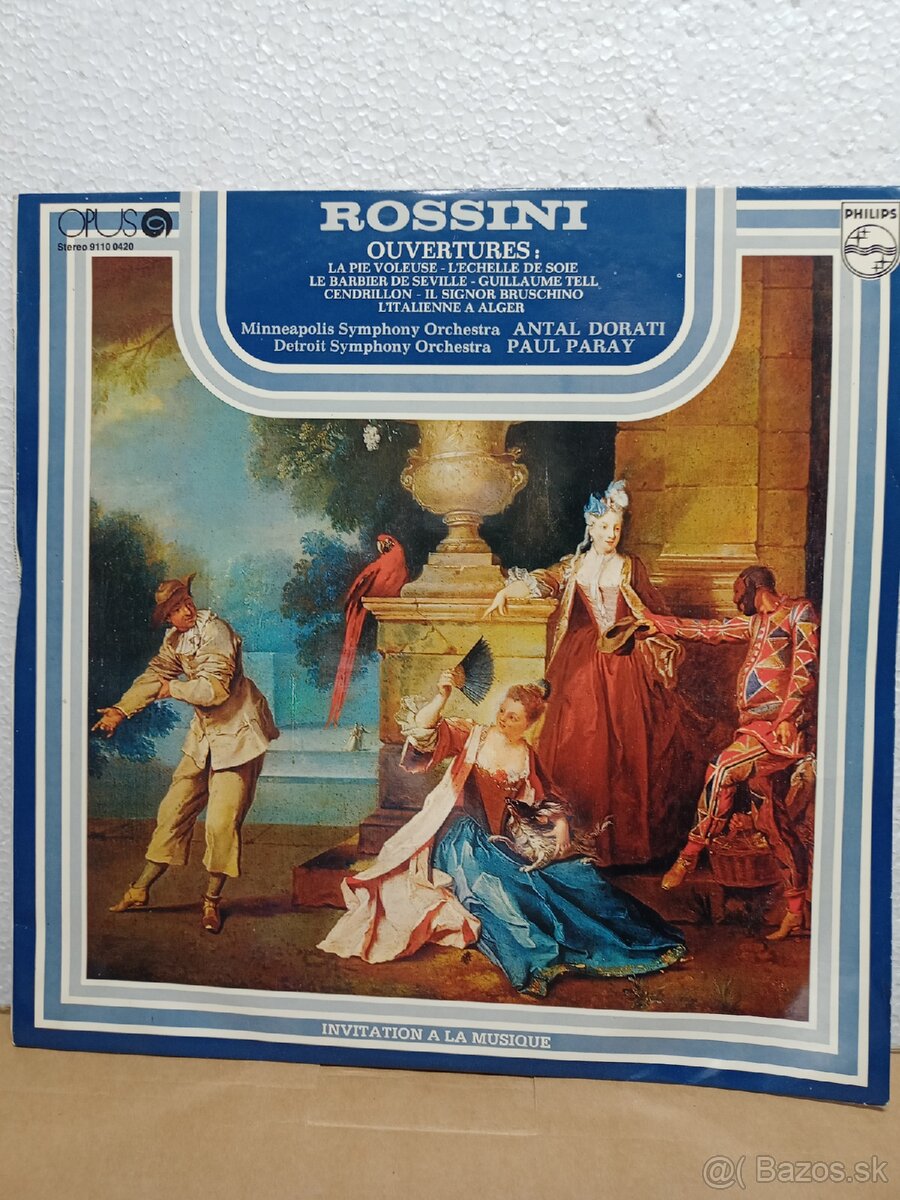 OPUS
Stereo 9110 0420
ROSSINI
PHILIPS
OUVERTURES:
LA PIE VOLEUSE - L'ECHELLE DE SOIE
LE BARBIER DE SEVILLE - GUILLAUME TELL
CENDRILLON - IL SIGNOR BRUSCHINO
L'ITALIENNE A ALGER
Minneapolis Symphony Orchestra ANTAL DORATI
Detroit Symphony Orchestra PAUL PARAY
INVITATION A LA MUSIQUE
@( Bazos.sk